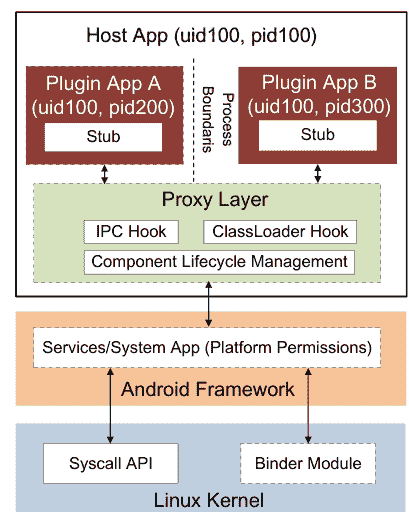 Host App (uid100, pid100)
Plugin App A
(uid100, pid200)
Stub
Process
Boundaris
Plugin App B
(uid100, pid300)
Stub
Proxy Layer
IPC Hook
ClassLoader Hook
Component Lifecycle Management
Services/System App (Platform Permissions)
Android Framework
Syscall API
Binder Module
Linux Kernel